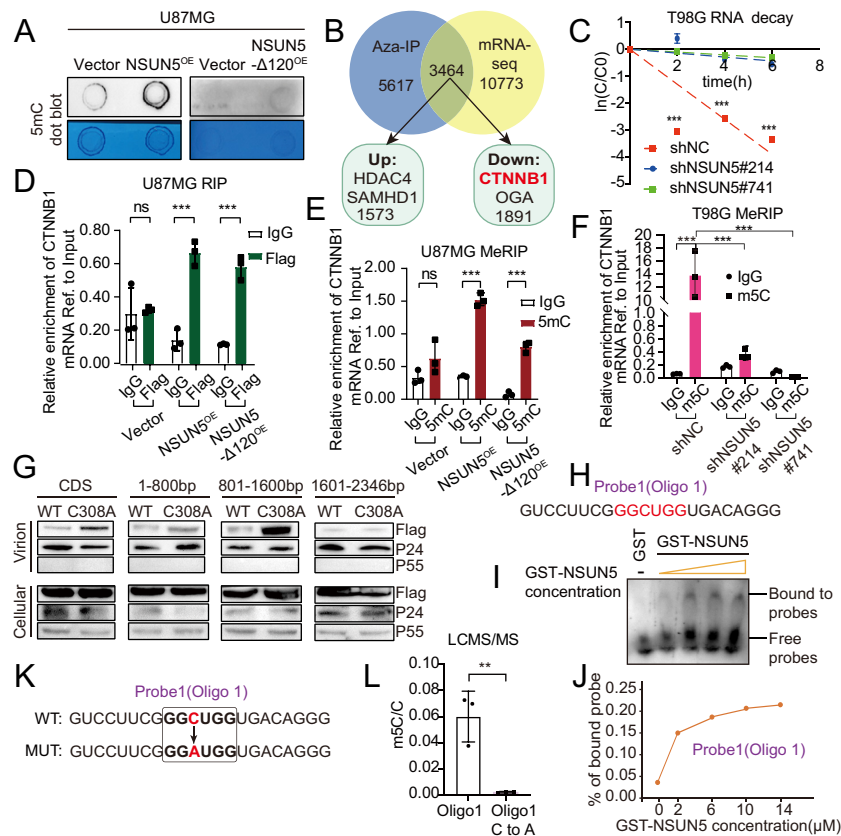 A
U87MG
Vector NSUN5OE
Vector NSUN5
-Δ120OE
5mC
dot blot
B
Aza-IP
5617
3464
mRNA-
seq
10773
Up:
HDAC4
SAMHD1
1573
Down:
CTNNB1
OGA
1891
C
T98G RNA decay
ln(C/C0)
1
0
-1
-2
-3
-4
-5
2 4 6 8
time(h)
***
***
***
shNC
shNSUN5#214
shNSUN5#741
D
U87MG RIP
Relative enrichment of CTNNB1
mRNA Ref. to Input
0.80
0.60
0.40
0.20
0.00
ns *** ***
IgG
Flag
IgG Flag IgG Flag IgG Flag
Vector
NSUN5OE
NSUN5
-Δ120OE
E
U87MG MeRIP
Relative enrichment of CTNNB1
mRNA Ref. to Input
2.00
1.50
1.00
0.50
0.00
ns *** ***
IgG
5mC
IgG 5mC IgG 5mC IgG 5mC
Vector
NSUN5OE
NSUN5
-Δ120OE
F
T98G MeRIP
Relative enrichment of CTNNB1
mRNA Ref. to Input
20
18
16
14
12
10
1.0
0.8
0.6
0.4
0.2
0.0
***
*** ***
IgG
m5C
IgG m5C IgG m5C IgG m5C
shNC
shNSUN5
#214
shNSUN5
#741
G
CDS 1-800bp 801-1600bp 1601-2346bp
WT C308A WT C308A WT C308A WT C308A
Virion
Flag
P24
P55
Cellular
Flag
P24
P55
H
Probe1(Oligo 1)
GUCCUUCGGGCUGGUGACAGGG
I
GST
-
GST-NSUN5
GST-NSUN5
concentration
Bound to
probes
Free
probes
J
% of bound probe
0.20
0.15
0.10
0.05
0.00
Probe1(Oligo 1)
0 2 6 10 14
GST-NSUN5 concentration(μM)
K
Probe1(Oligo 1)
WT: GUCCUUCGGGCUGGUGACAGGG
MUT: GUCCUUCGGGAUGGUGACAGGG
L
LCMS/MS
m5C/C
0.10
0.08
0.06
0.04
0.02
0.00
**
Oligo1
Oligo1
C to A